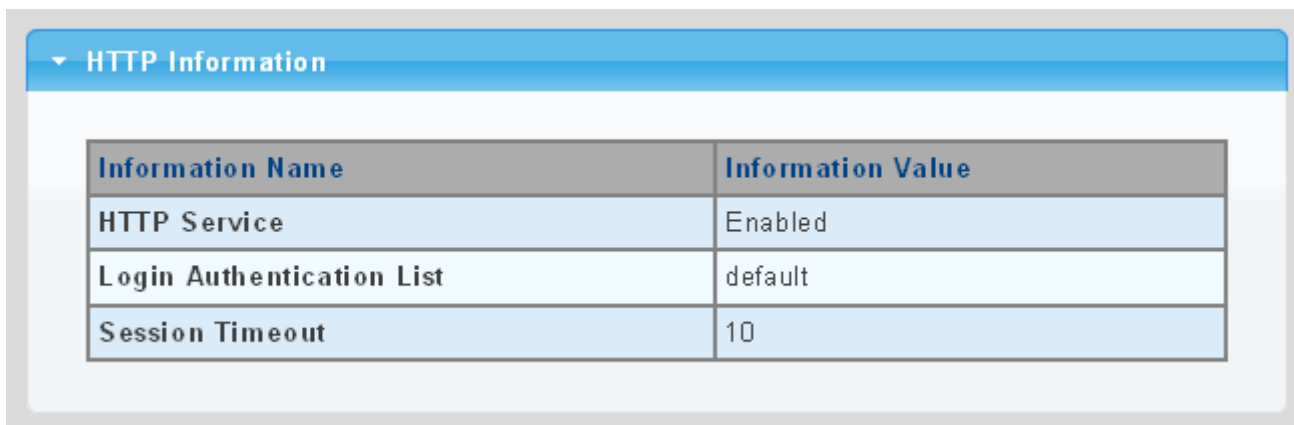 HTTP Information
Information Name Information Value
HTTP Service Enabled
Login Authentication List default
Session Timeout 10